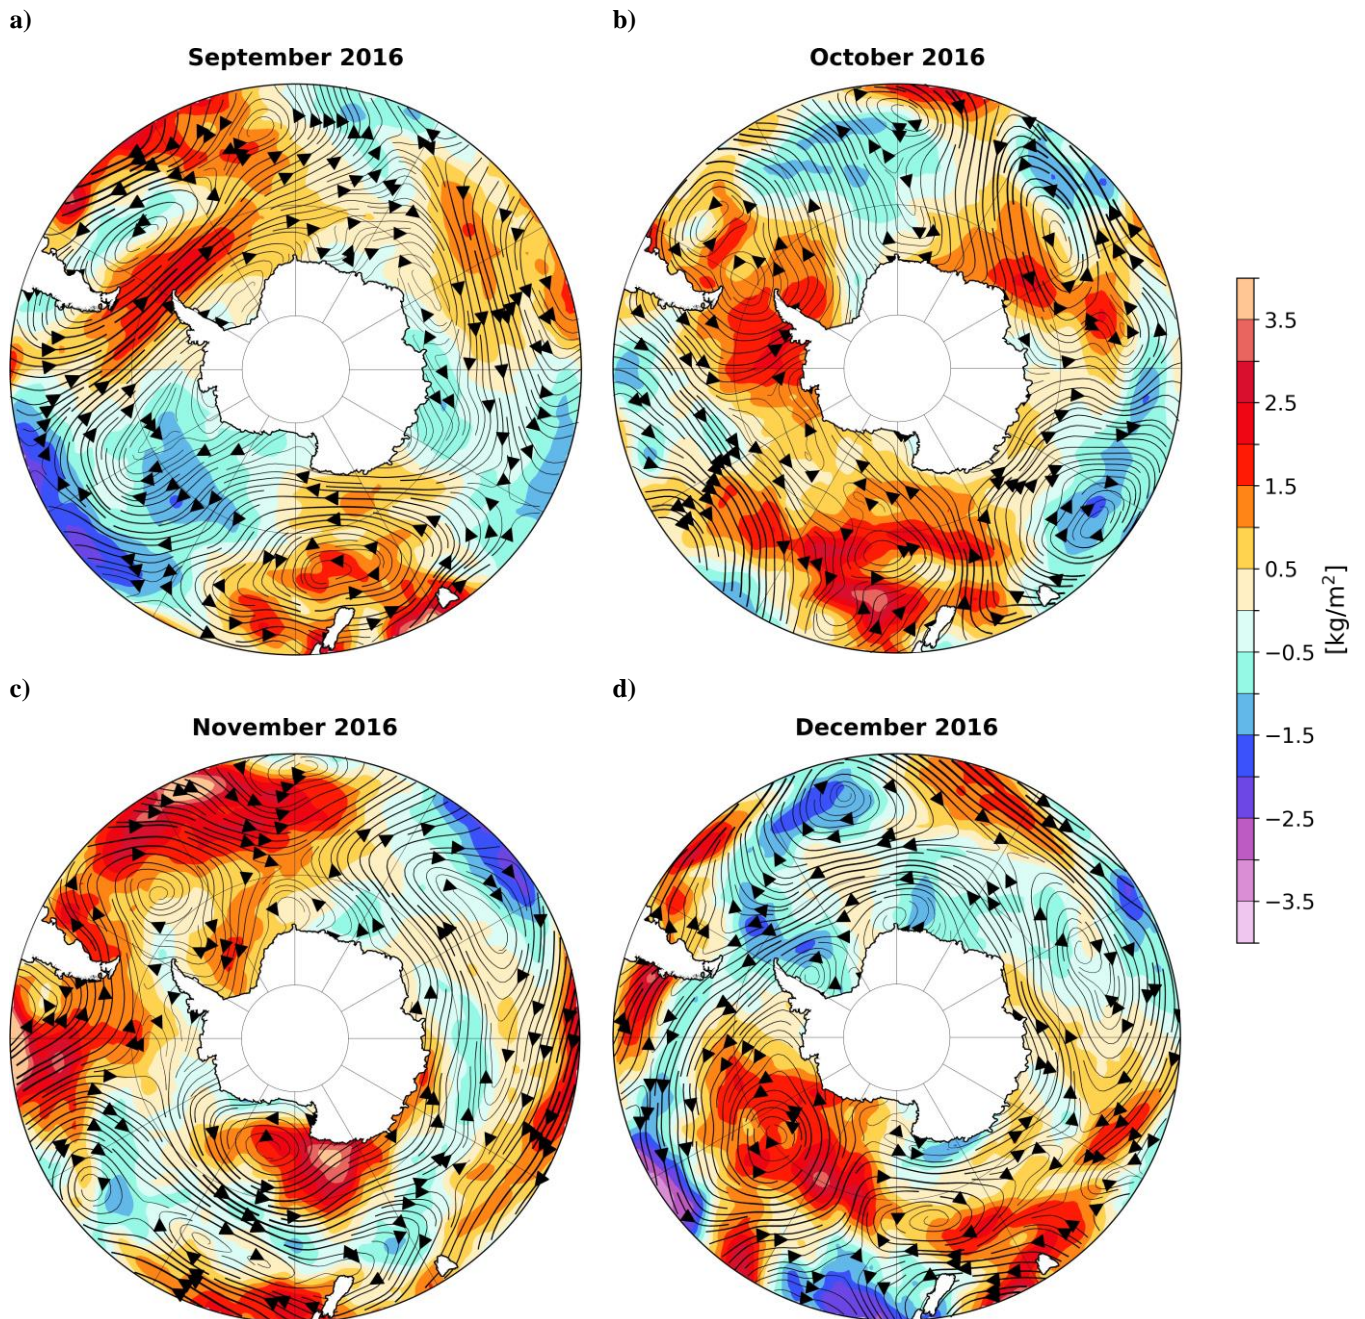 a)
September 2016
b)
October 2016
3.5
2.5
1.5
0.5
−0.5
−1.5
−2.5
−3.5
[kg/m²]
c)
November 2016
d)
December 2016